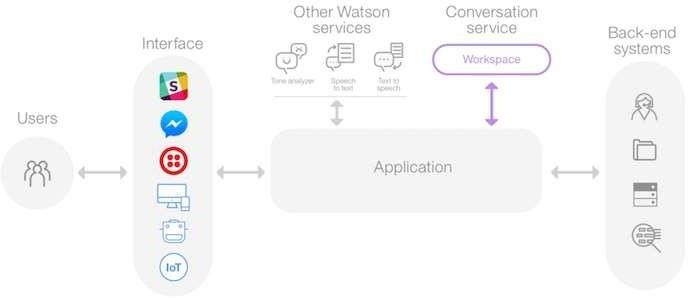 Other Watson
services
Conversation
service
Interface
Back-end
systems
Workspace
Tone analyzer
Speech
to text
Text to
speech
S
Users
Application
IoT